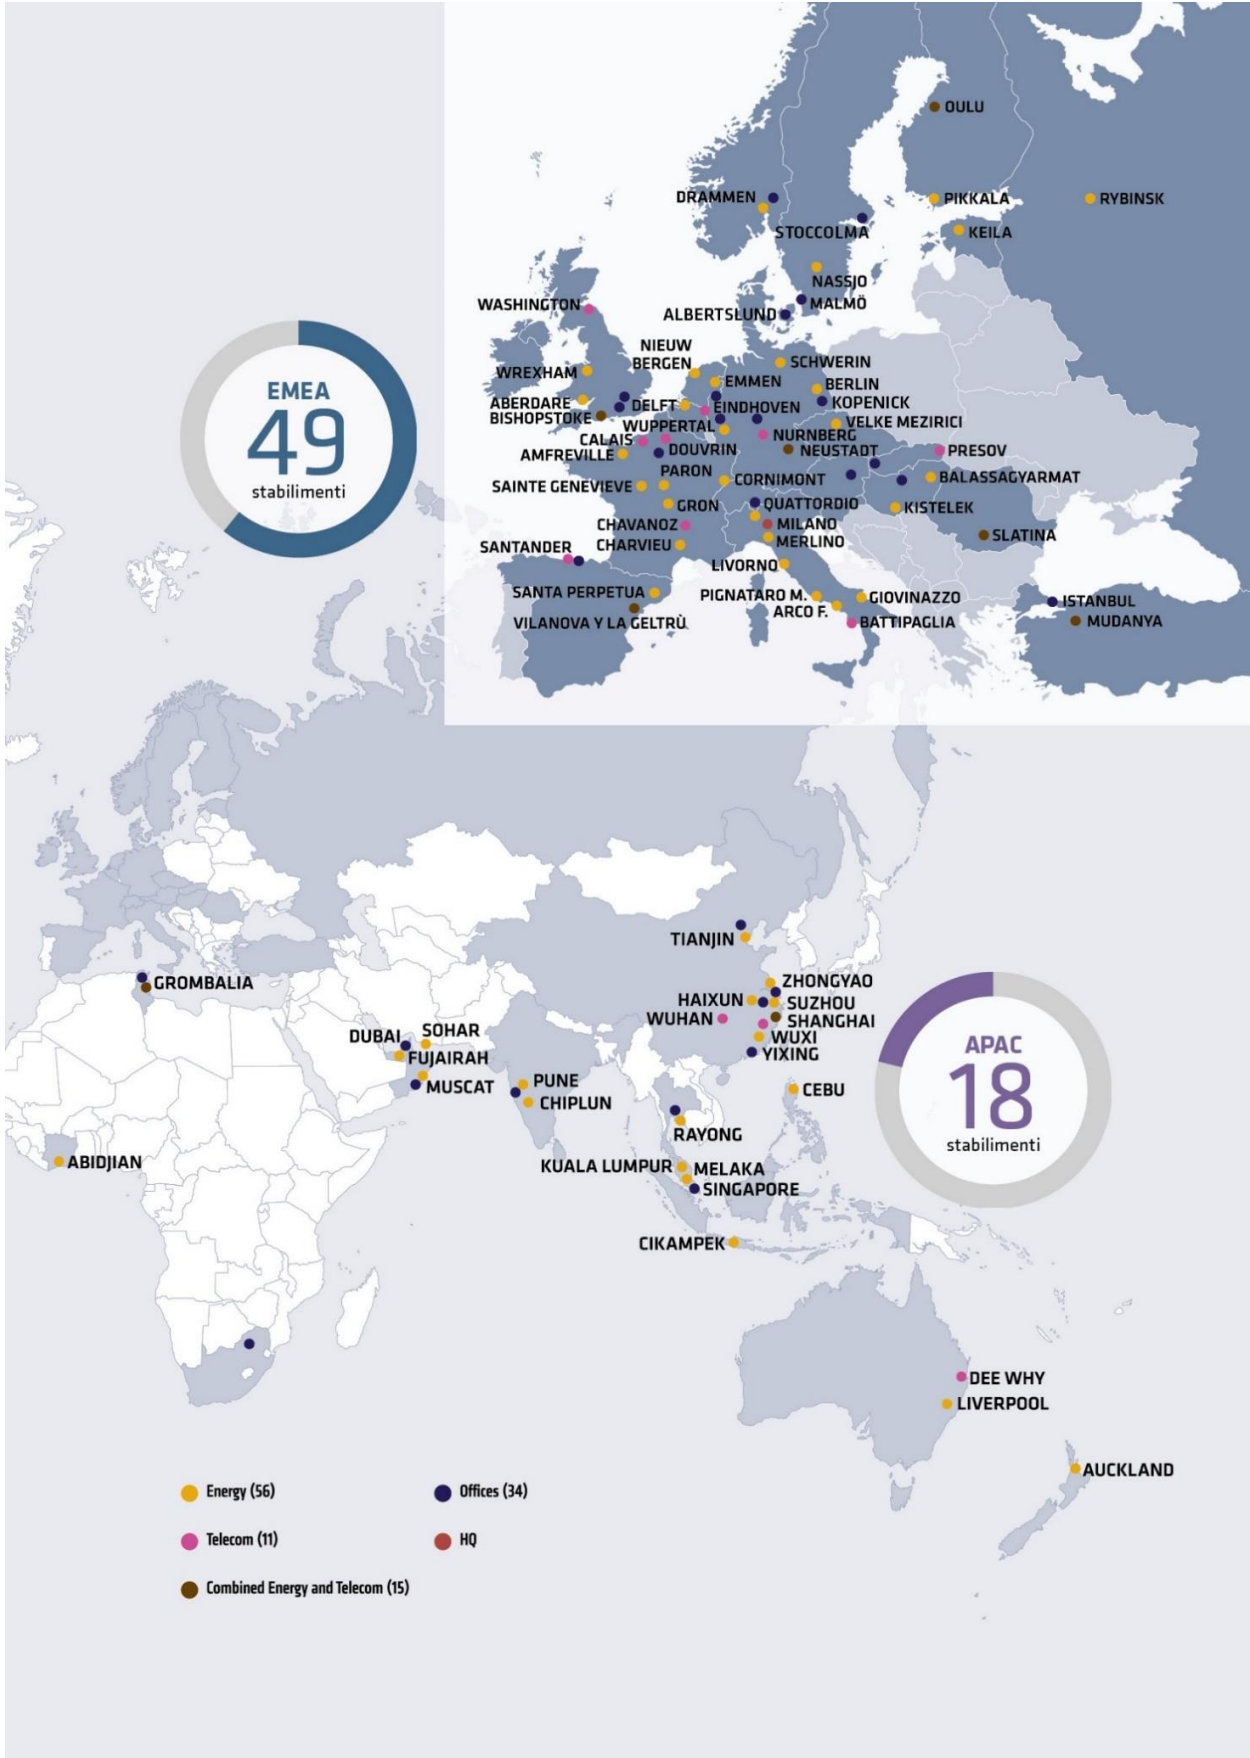 OULU
DRAMMEN
PIKKALA
RYBINSK
STOCCOLMA
KEILA
NASSJO
WASHINGTON
MALMÖ
ALBERTSLUND
NIEUW
BERGEN
SCHWERIN
WREXHAM
EMMEN
BERLIN
ABERDARE
DELFT
EINDHOVEN
KOPENICK
BISHOPSTOKE
WUPPERTAL
VELKE MEZIRICI
CALAIS
NURNBERG
AMFREVILLE
DOUVRIN
NEUSTADT
PRESOV
PARON
CORNIMONT
BALASSAGYARMAT
SAINTE GENEVIEVE
GRON
QUATTORDIO
KISTELEK
CHAVANOZ
MILANO
SLATINA
SANTANDER
CHARVIEU
MERLINO
LIVORNO
SANTA PERPETUA
PIGNATARO M.
GIOVINAZZO
ISTANBUL
ARCO F.
VILANOVA Y LA GELTRÙ
BATTIPAGLIA
MUDANYA
EMEA
49
stabilimenti
TIANJIN
GROMBALIA
ZHONGYAO
HAIXUN
SUZHOU
WUHAN
SHANGHAI
DUBAI
SOHAR
WUXI
FUJAIRAH
YIXING
MUSCAT
PUNE
CEBU
CHIPLUN
RAYONG
ABIDJIAN
KUALA LUMPUR
MELAKA
SINGAPORE
CIKAMPEK
APAC
18
stabilimenti
DEE WHY
LIVERPOOL
AUCKLAND
Energy (56)
Offices (34)
Telecom (11)
HQ
Combined Energy and Telecom (15)